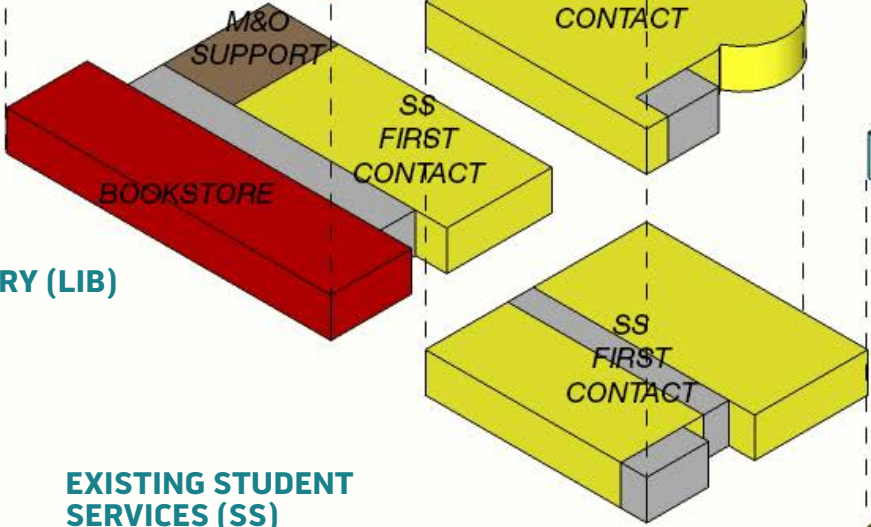 M&O
SUPPORT
CONTACT
SS
FIRST
CONTACT
BOOKSTORE
RY (LIB)
SS
FIRST
CONTACT
EXISTING STUDENT
SERVICES (SS)